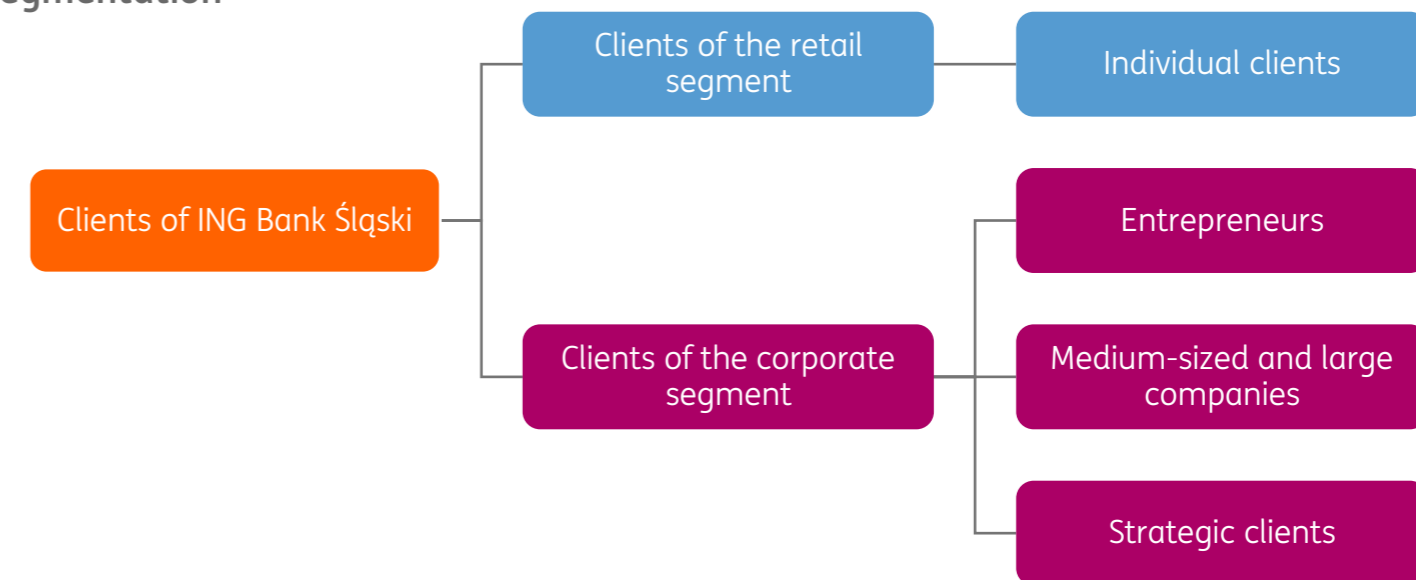 Clients of the retail
segment
Individual clients
Clients of ING Bank Śląski
Entrepreneurs
Clients of the corporate
segment
Medium-sized and large
companies
Strategic clients